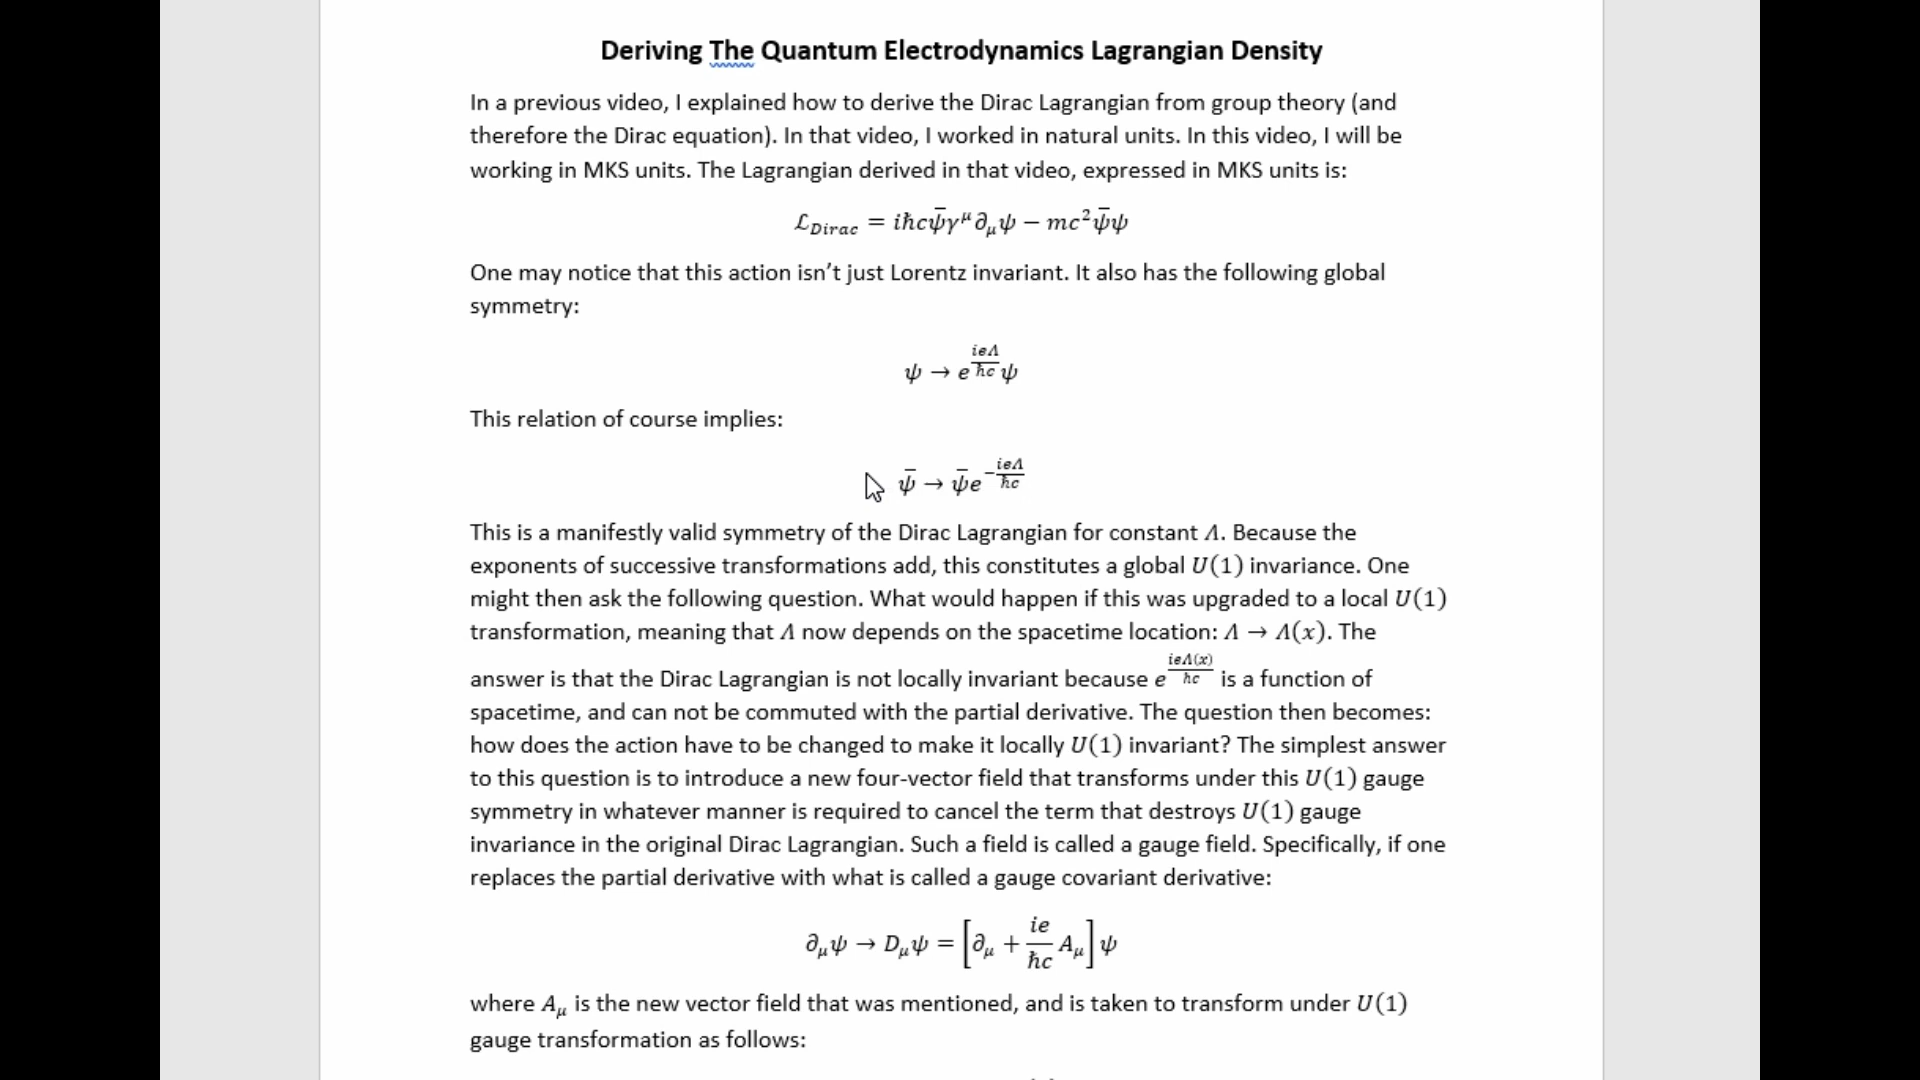 Deriving The Quantum Electrodynamics Lagrangian Density
In a previous video, I explained how to derive the Dirac Lagrangian from group theory (and
therefore the Dirac equation). In that video, I worked in natural units. In this video, I will be
working in MKS units. The Lagrangian derived in that video, expressed in MKS units is:
ℒ_Dirac = iħcψ̄γ^μ∂_μψ − mc²ψ̄ψ
One may notice that this action isn’t just Lorentz invariant. It also has the following global
symmetry:
ψ → e^{ieΛ/ħc}ψ
This relation of course implies:
ψ̄ → ψ̄e^{−ieΛ/ħc}
This is a manifestly valid symmetry of the Dirac Lagrangian for constant Λ. Because the
exponents of successive transformations add, this constitutes a global U(1) invariance. One
might then ask the following question. What would happen if this was upgraded to a local U(1)
transformation, meaning that Λ now depends on the spacetime location: Λ → Λ(x). The
answer is that the Dirac Lagrangian is not locally invariant because e^{ieΛ(x)/ħc} is a function of
spacetime, and can not be commuted with the partial derivative. The question then becomes:
how does the action have to be changed to make it locally U(1) invariant? The simplest answer
to this question is to introduce a new four-vector field that transforms under this U(1) gauge
symmetry in whatever manner is required to cancel the term that destroys U(1) gauge
invariance in the original Dirac Lagrangian. Such a field is called a gauge field. Specifically, if one
replaces the partial derivative with what is called a gauge covariant derivative:
∂_μψ → D_μψ = [∂_μ + (ie/ħc)A_μ]ψ
where A_μ is the new vector field that was mentioned, and is taken to transform under U(1)
gauge transformation as follows: